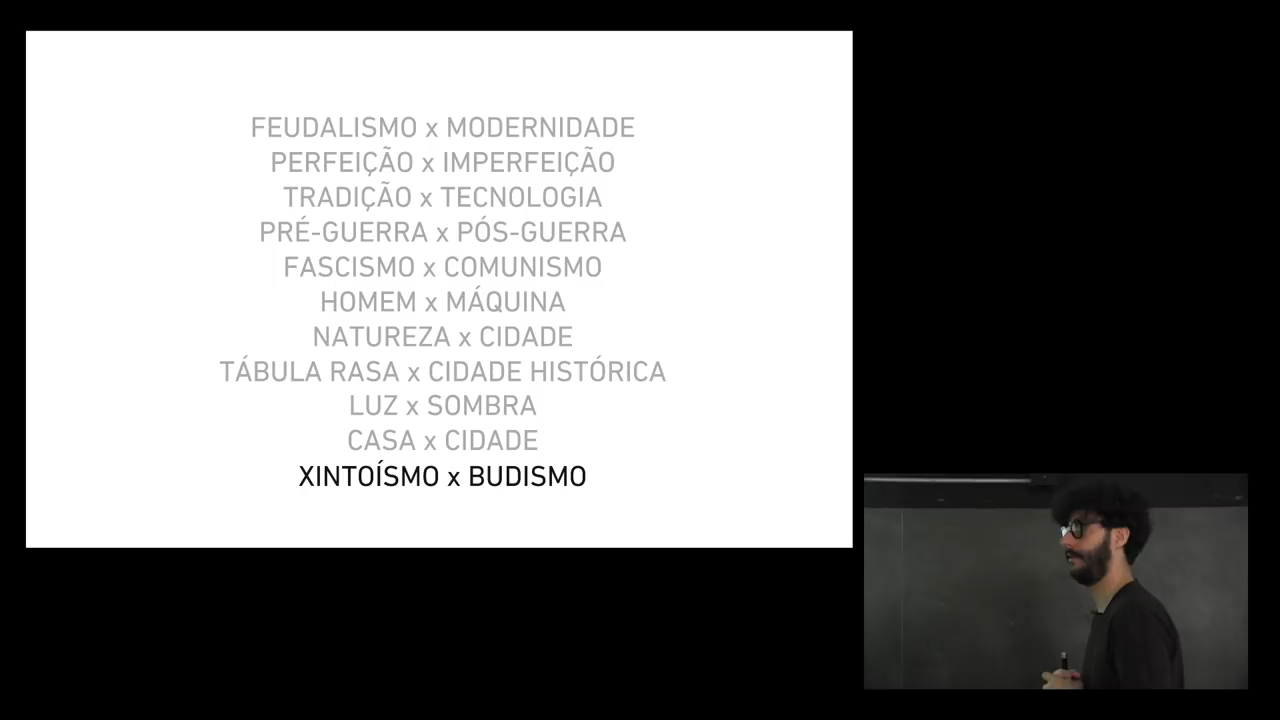 FEUDALISMO x MODERNIDADE
PERFEIÇÃO x IMPERFEIÇÃO
TRADIÇÃO x TECNOLOGIA
PRÉ-GUERRA x PÓS-GUERRA
FASCISMO x COMUNISMO
HOMEM x MÁQUINA
NATUREZA x CIDADE
TÁBULA RASA x CIDADE HISTÓRICA
LUZ x SOMBRA
CASA x CIDADE
XINTOÍSMO x BUDISMO